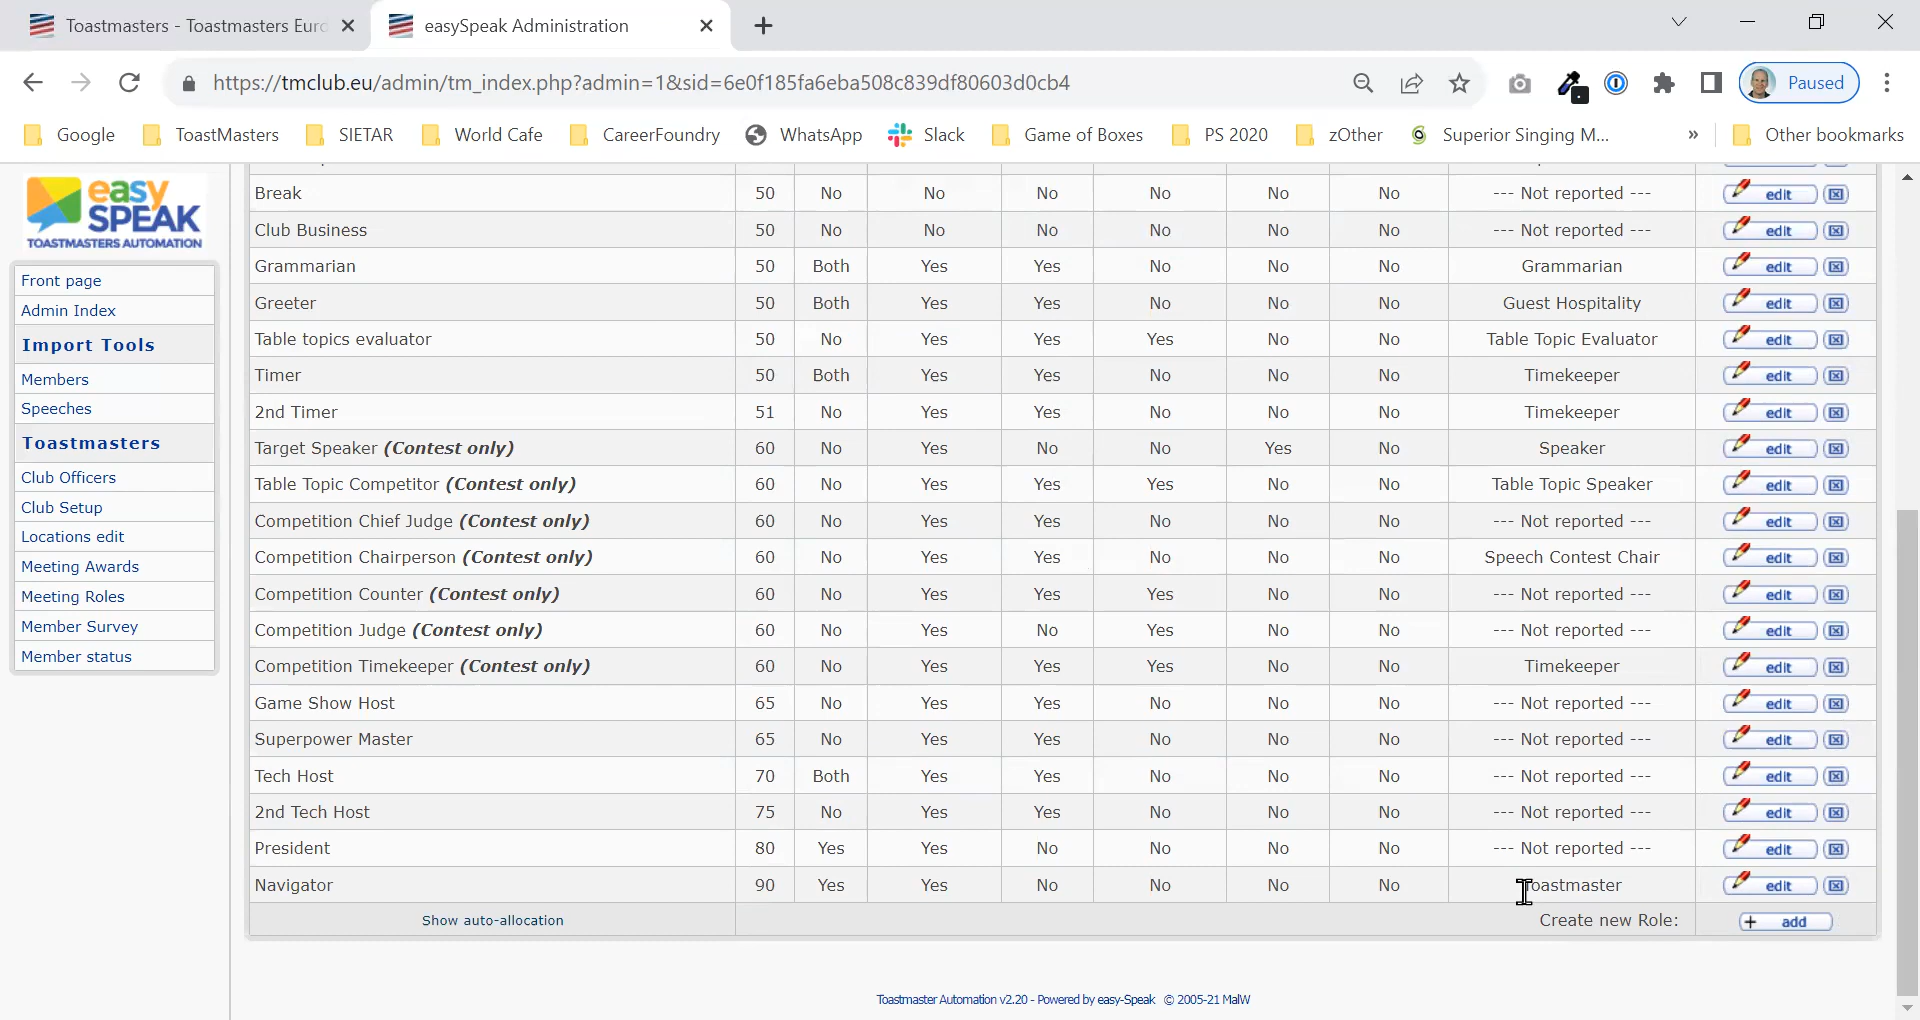 Toastmasters - Toastmasters Euro
easySpeak Administration
https://tmclub.eu/admin/tm_index.php?admin=1&sid=6e0f185fa6eba508c839df80603d0cb4
Paused
Google ToastMasters SIETAR World Cafe CareerFoundry WhatsApp Slack Game of Boxes PS 2020 zOther Superior Singing M... » Other bookmarks
easy
SPEAK
TOASTMASTERS AUTOMATION
Front page
Admin Index
Import Tools
Members
Speeches
Toastmasters
Club Officers
Club Setup
Locations edit
Meeting Awards
Meeting Roles
Member Survey
Member status
Break 50 No No No No No No --- Not reported --- edit
Club Business 50 No No No No No No --- Not reported --- edit
Grammarian 50 Both Yes Yes No No No Grammarian edit
Greeter 50 Both Yes Yes No No No Guest Hospitality edit
Table topics evaluator 50 No Yes Yes Yes No No Table Topic Evaluator edit
Timer 50 Both Yes Yes No No No Timekeeper edit
2nd Timer 51 No Yes Yes No No No Timekeeper edit
Target Speaker (Contest only) 60 No Yes No No Yes No Speaker edit
Table Topic Competitor (Contest only) 60 No Yes Yes Yes No No Table Topic Speaker edit
Competition Chief Judge (Contest only) 60 No Yes Yes No No No --- Not reported --- edit
Competition Chairperson (Contest only) 60 No Yes Yes No No No Speech Contest Chair edit
Competition Counter (Contest only) 60 No Yes Yes Yes No No --- Not reported --- edit
Competition Judge (Contest only) 60 No Yes No Yes No No --- Not reported --- edit
Competition Timekeeper (Contest only) 60 No Yes Yes Yes No No Timekeeper edit
Game Show Host 65 No Yes Yes No No No --- Not reported --- edit
Superpower Master 65 No Yes Yes No No No --- Not reported --- edit
Tech Host 70 Both Yes Yes No No No --- Not reported --- edit
2nd Tech Host 75 No Yes Yes No No No --- Not reported --- edit
President 80 Yes Yes No No No No --- Not reported --- edit
Navigator 90 Yes Yes No No No No Toastmaster edit
Show auto-allocation Create new Role: + add
Toastmaster Automation v2.20 - Powered by easy-Speak © 2005-21 MalW